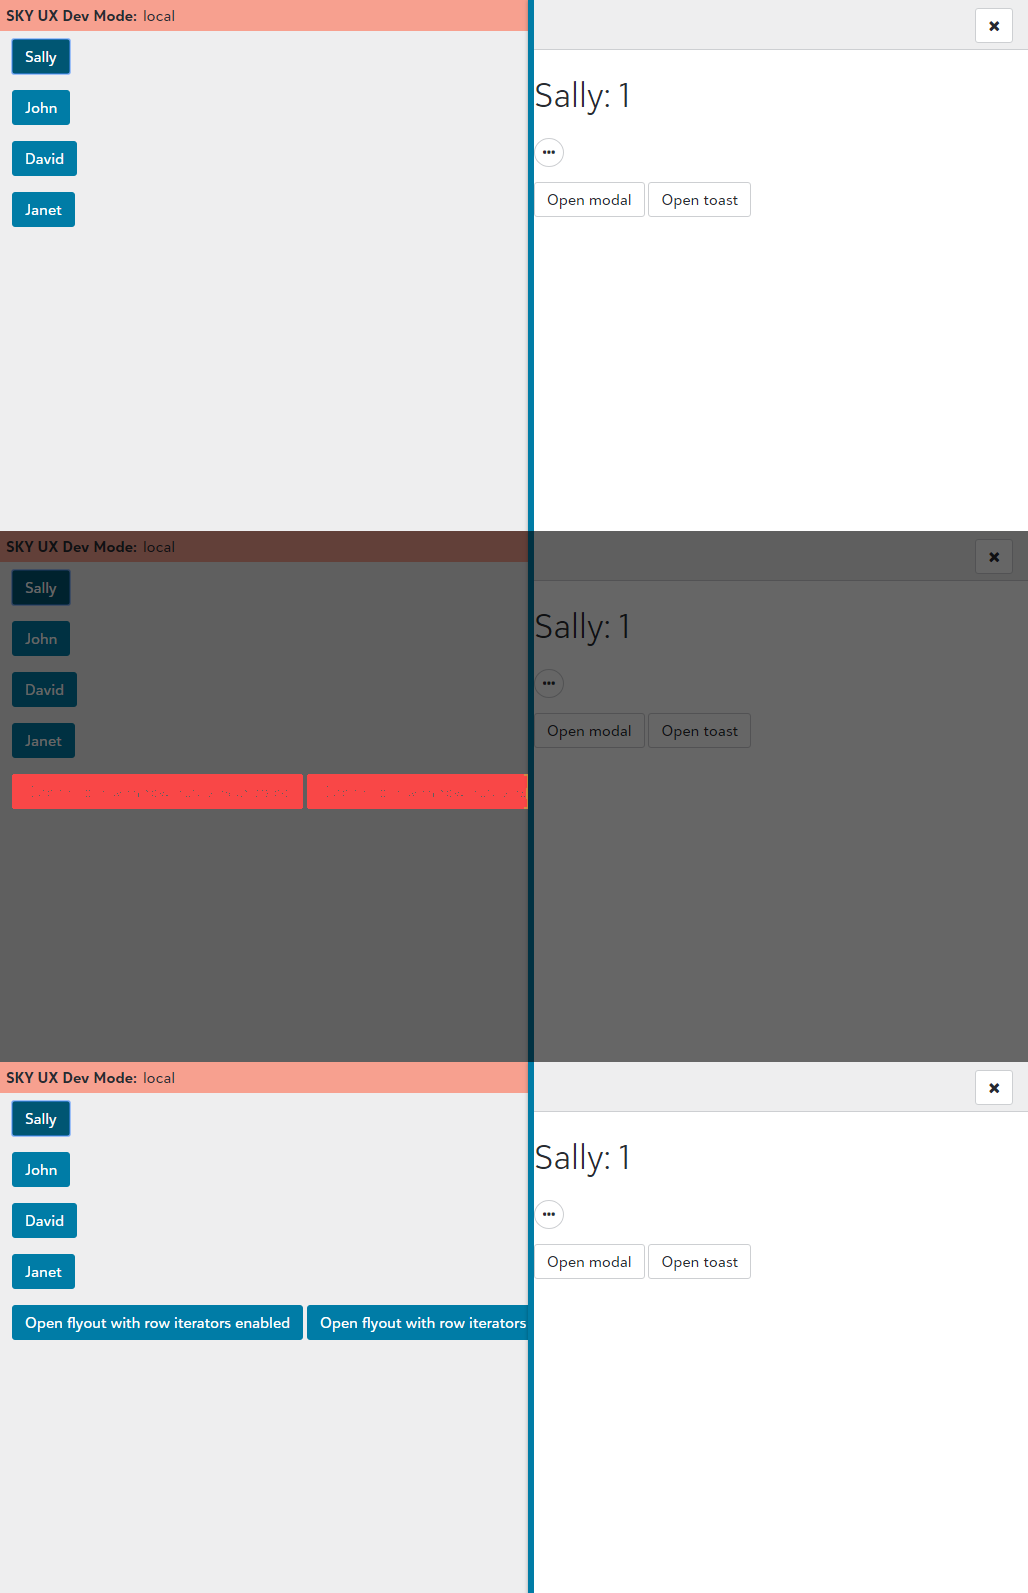 SKY UX Dev Mode: local
Sally
John
David
Janet
Sally: 1
Open modal Open toast
SKY UX Dev Mode: local
Sally
John
David
Janet
Sally: 1
Open modal Open toast
SKY UX Dev Mode: local
Sally
John
David
Janet
Open flyout with row iterators enabled Open flyout with row iterators
Sally: 1
Open modal Open toast